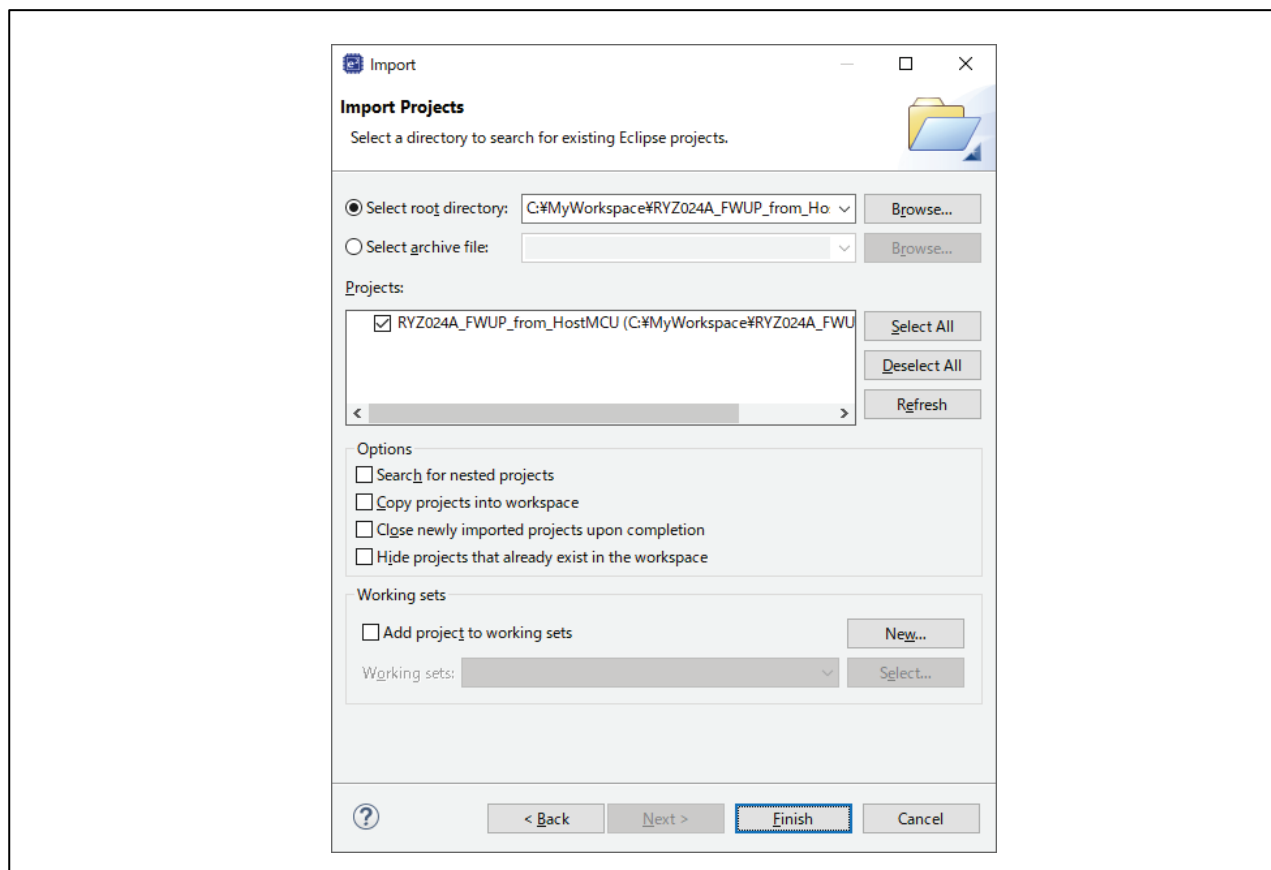 Import
Import Projects
Select a directory to search for existing Eclipse projects.
Select root directory: C:¥MyWorkspace¥RYZ024A_FWUP_from_Ho Browse...
Select archive file: Browse...
Projects:
RYZ024A_FWUP_from_HostMCU (C:¥MyWorkspace¥RYZ024A_FWU
Select All
Deselect All
Refresh
Options
Search for nested projects
Copy projects into workspace
Close newly imported projects upon completion
Hide projects that already exist in the workspace
Working sets
Add project to working sets New...
Working sets: Select...
? < Back Next > Finish Cancel